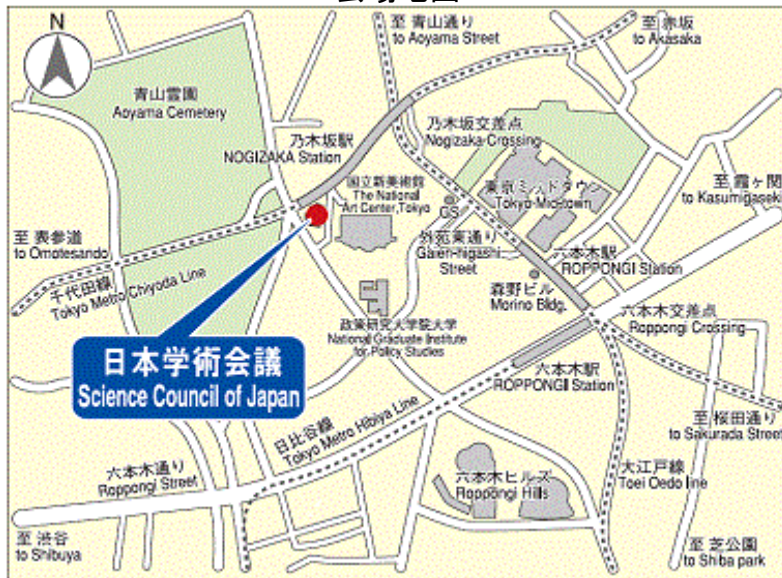 至 青山通り
to Aoyama Street
至 赤坂
to Akasaka
N
青山霊園
Aoyama Cemetery
乃木坂駅
NOGIZAKA Station
乃木坂交差点
Nogizaka-Crossing
国立新美術館
The National
Art Center,Tokyo
東京ミッドタウン
Tokyo Mid-town
至 霞ヶ関
to Kasumigaseki
GS
至 表参道
to Omotesando
外苑東通り
Gaien-higashi
Street
六本木駅
ROPPONGI Station
千代田線
Tokyo Metro Chiyoda Line
森野ビル
Morino Bldg.
六本木交差点
Roppongi Crossing
政策研究大学院大学
National Graduate Institute
for Policy Studies
日本学術会議
Science Council of Japan
六本木駅
ROPPONGI Station
日比谷線
Tokyo Metro Hibiya Line
至 桜田通り
to Sakurada Street
六本木通り
Roppongi Street
六本木ヒルズ
Roppongi Hills
大江戸線
Toei Oedo line
至 渋谷
to Shibuya
至 芝公園
to Shiba park